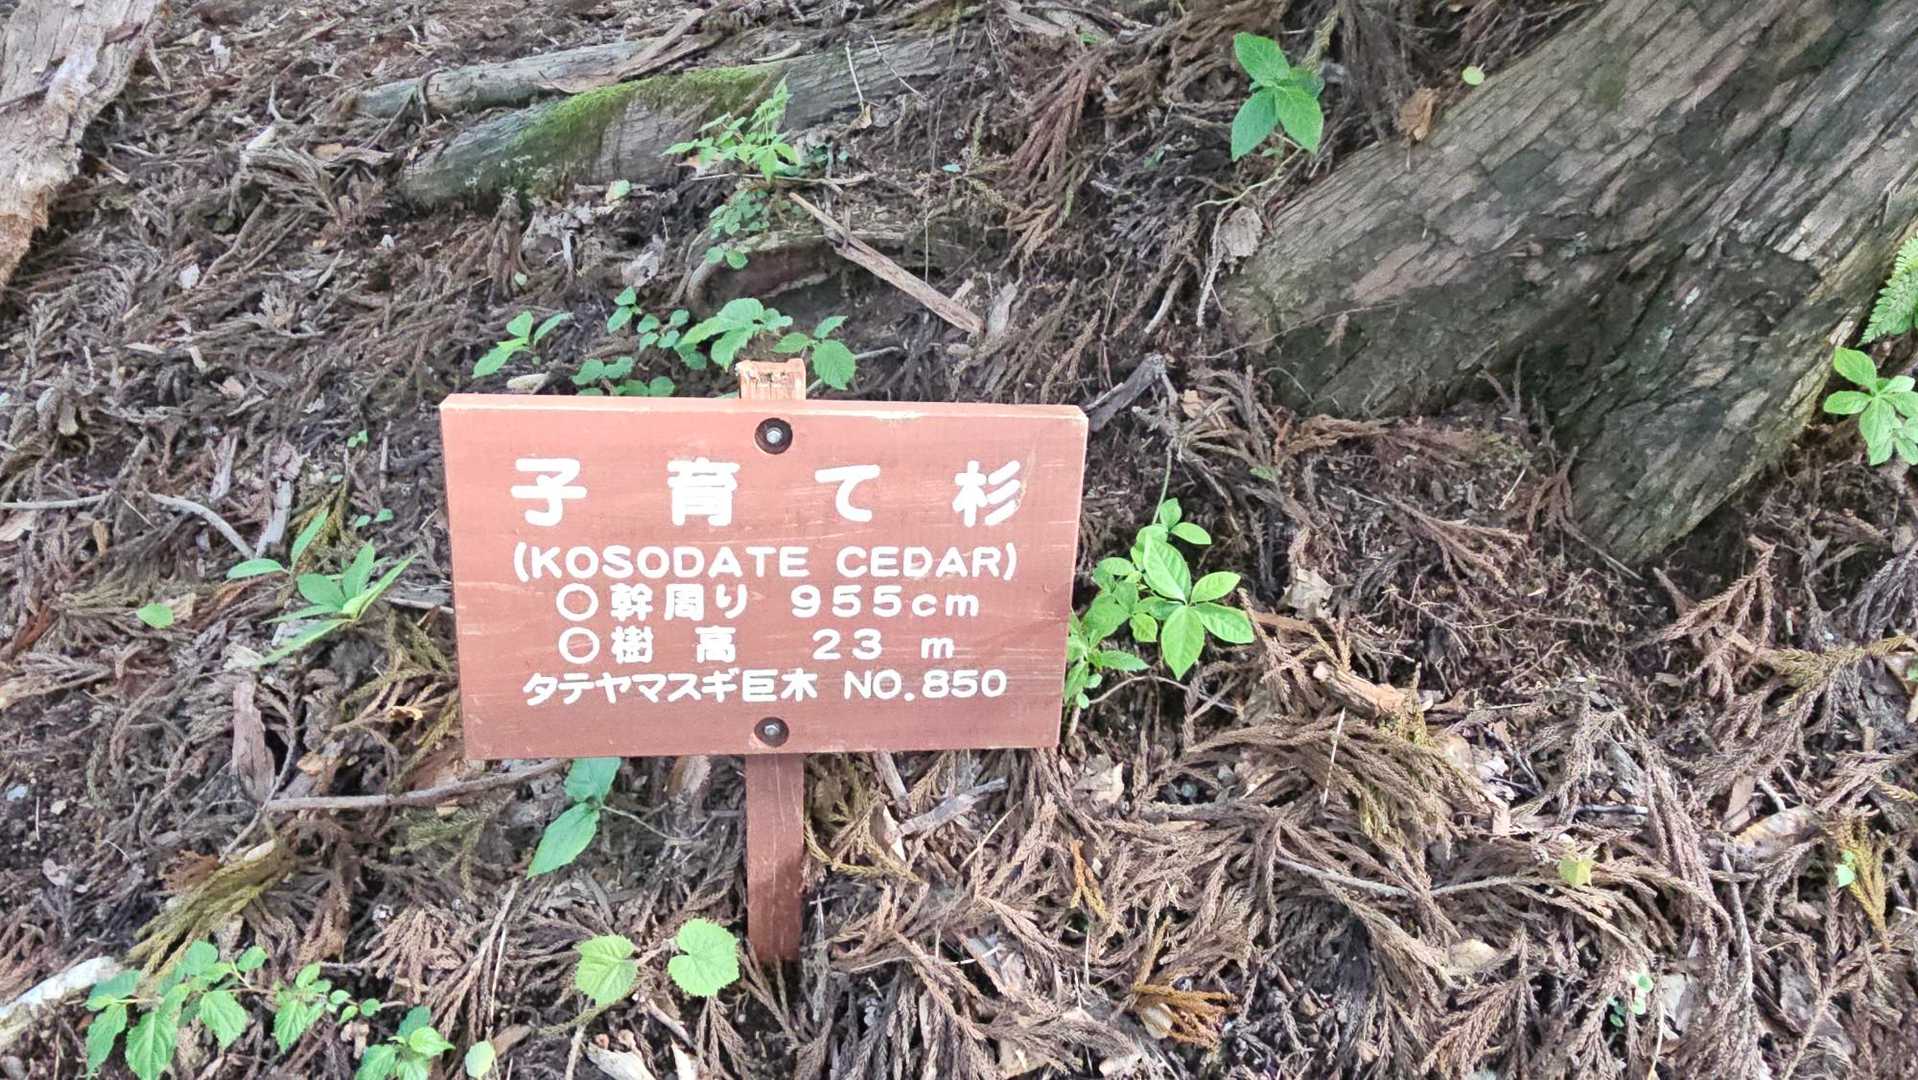 子育て杉
(KOSODATE CEDAR)
○幹周り 955cm
○樹高 23 m
タテヤマスギ巨木 NO.850